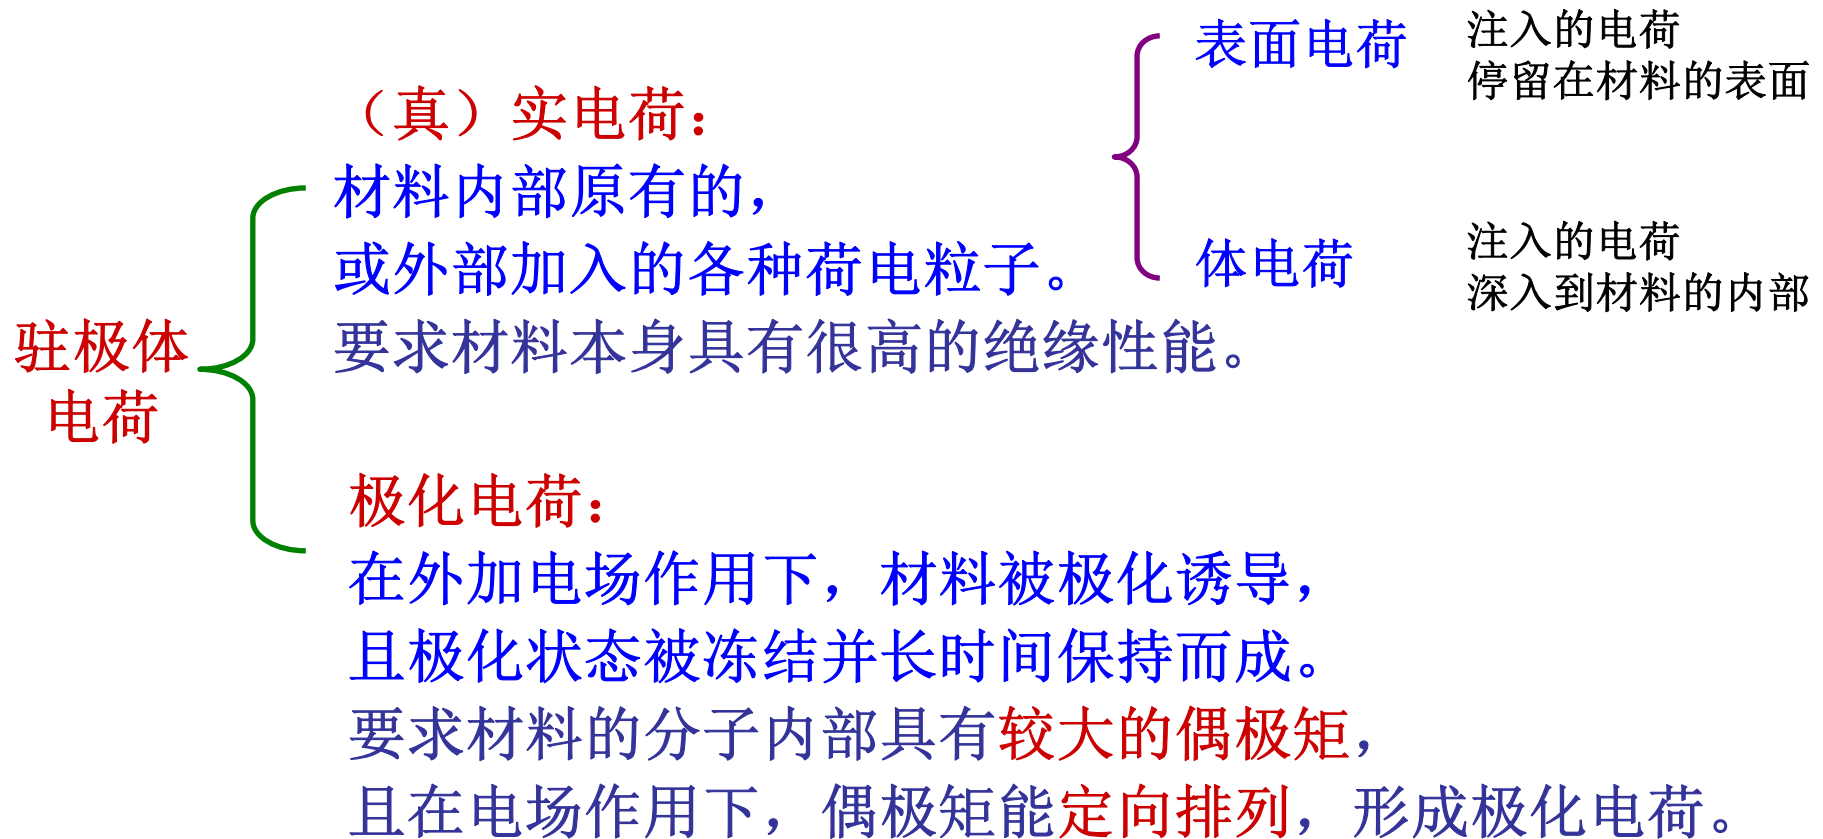 驻极体
电荷
（真）实电荷：
材料内部原有的，
或外部加入的各种荷电粒子。
要求材料本身具有很高的绝缘性能。
表面电荷
注入的电荷
停留在材料的表面
体电荷
注入的电荷
深入到材料的内部
极化电荷：
在外加电场作用下，材料被极化诱导，
且极化状态被冻结并长时间保持而成。
要求材料的分子内部具有较大的偶极矩，
且在电场作用下，偶极矩能定向排列，形成极化电荷。